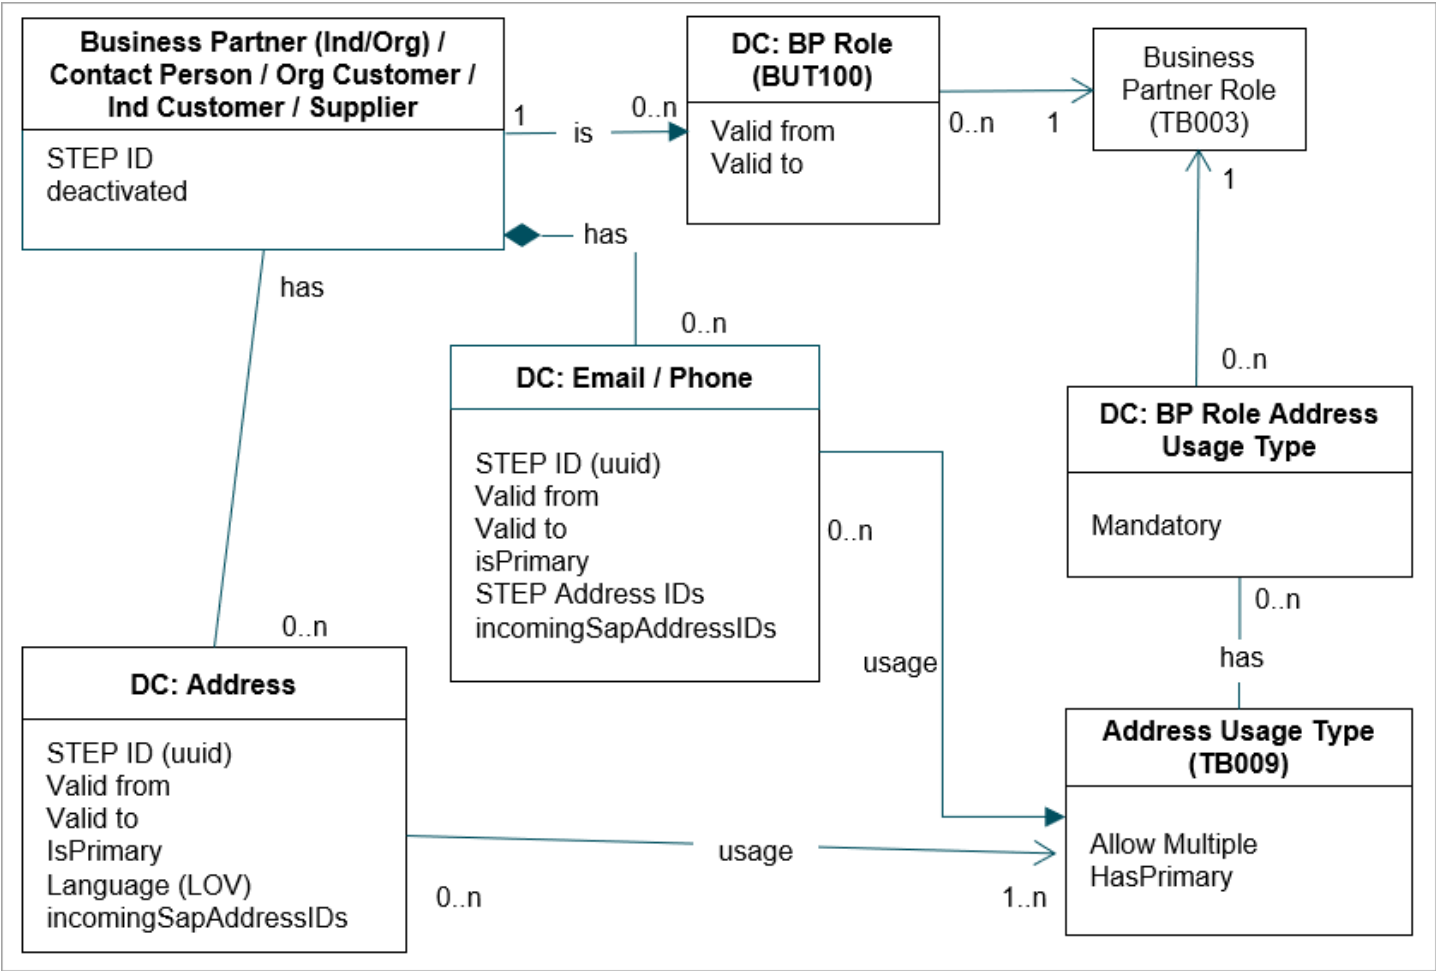 Business Partner (Ind/Org) /
Contact Person / Org Customer /
Ind Customer / Supplier
STEP ID
deactivated
1
is
0..n
DC: BP Role
(BUT100)
Valid from
Valid to
0..n
1
Business
Partner Role
(TB003)
1
has
has
0..n
0..n
DC: Email / Phone
STEP ID (uuid)
Valid from
Valid to
isPrimary
STEP Address IDs
incomingSapAddressIDs
0..n
usage
DC: BP Role Address
Usage Type
Mandatory
0..n
has
0..n
DC: Address
STEP ID (uuid)
Valid from
Valid to
IsPrimary
Language (LOV)
incomingSapAddressIDs
0..n
usage
1..n
Address Usage Type
(TB009)
Allow Multiple
HasPrimary